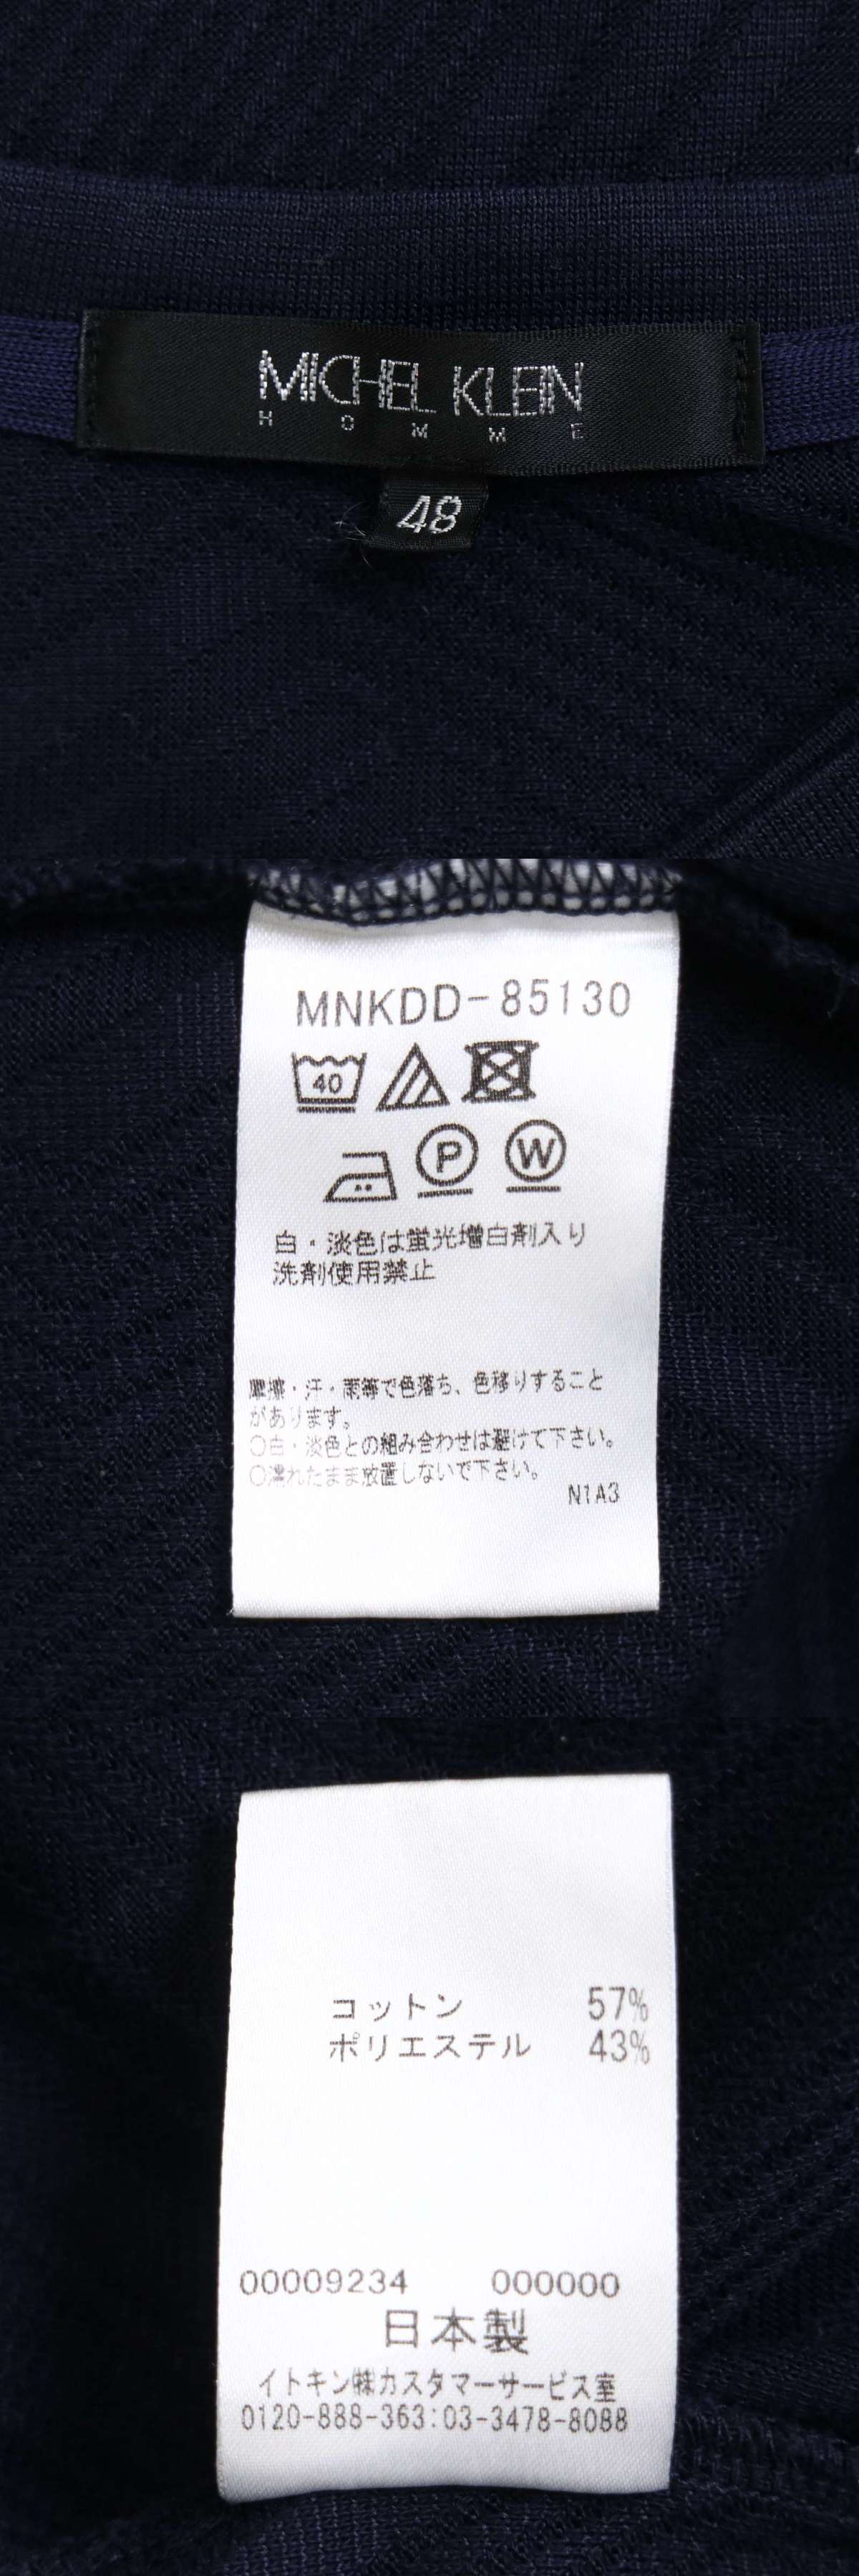 MICHEL KLEIN
HOMME
48
MNKDD-85130
40
P W
白・淡色は蛍光増白剤入り
洗剤使用禁止
摩擦・汗・雨等で色落ち、色移りすること
があります。
○白・淡色との組み合わせは避けて下さい。
○濡れたまま放置しないで下さい。
N1A3
コットン 57%
ポリエステル 43%
00009234 000000
日本製
イトキン㈱カスタマーサービス室
0120-888-363:03-3478-8088